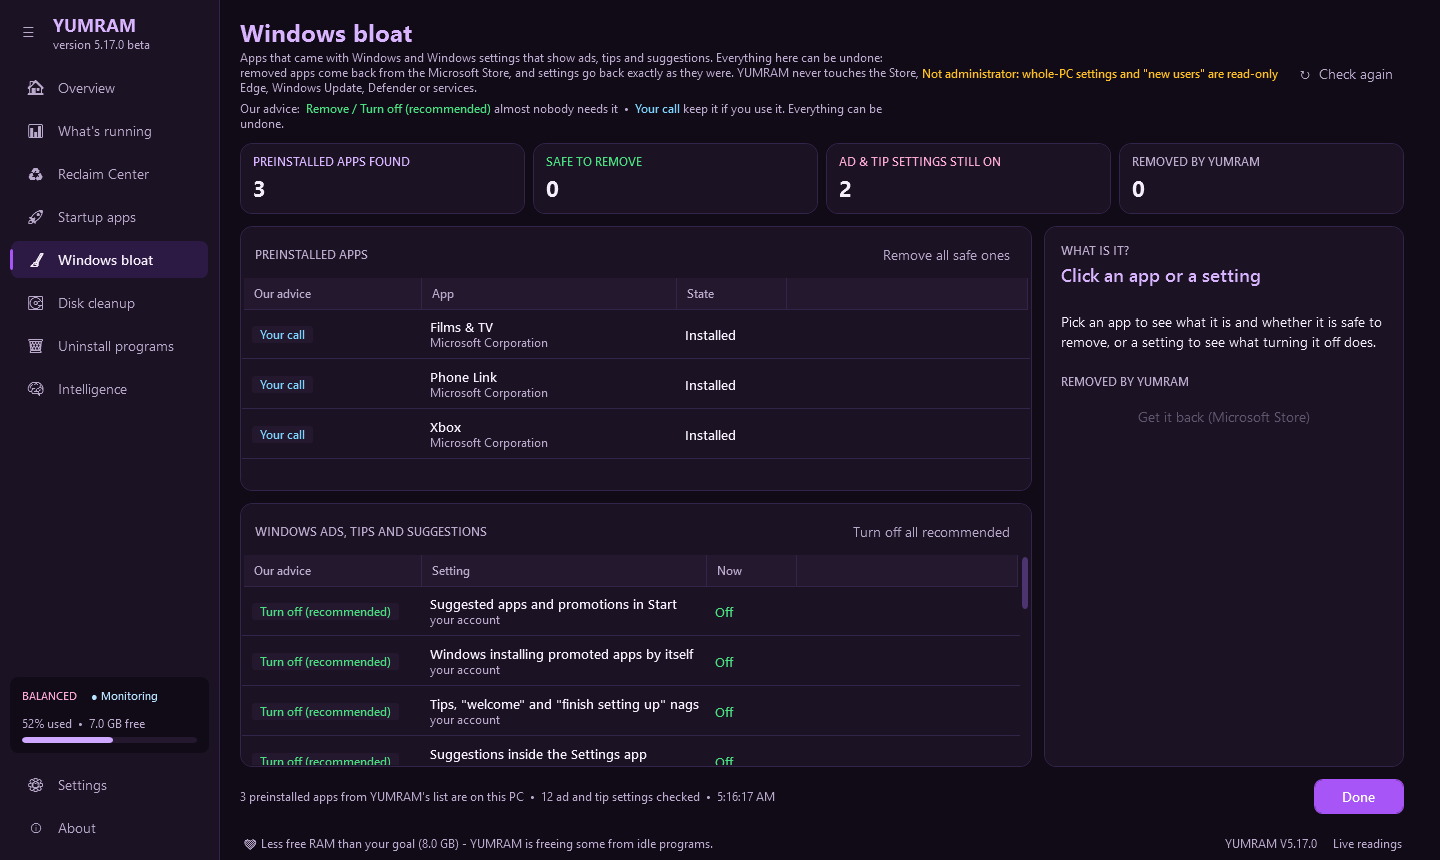 YUMRAM
version 5.17.0 beta
Overview
What's running
Reclaim Center
Startup apps
Windows bloat
Disk cleanup
Uninstall programs
Intelligence
BALANCED ● Monitoring
52% used • 7.0 GB free
Settings
About
Windows bloat
Apps that came with Windows and Windows settings that show ads, tips and suggestions. Everything here can be undone:
removed apps come back from the Microsoft Store, and settings go back exactly as they were. YUMRAM never touches the Store,
Edge, Windows Update, Defender or services.
Not administrator: whole-PC settings and "new users" are read-only
Check again
Our advice: Remove / Turn off (recommended) almost nobody needs it • Your call keep it if you use it. Everything can be
undone.
PREINSTALLED APPS FOUND
3
SAFE TO REMOVE
0
AD & TIP SETTINGS STILL ON
2
REMOVED BY YUMRAM
0
PREINSTALLED APPS
Remove all safe ones
Our advice App State
Your call Films & TV Installed
Microsoft Corporation
Your call Phone Link Installed
Microsoft Corporation
Your call Xbox Installed
Microsoft Corporation
WINDOWS ADS, TIPS AND SUGGESTIONS
Turn off all recommended
Our advice Setting Now
Turn off (recommended) Suggested apps and promotions in Start Off
your account
Turn off (recommended) Windows installing promoted apps by itself Off
your account
Turn off (recommended) Tips, "welcome" and "finish setting up" nags Off
your account
Turn off (recommended) Suggestions inside the Settings app Off
WHAT IS IT?
Click an app or a setting
Pick an app to see what it is and whether it is safe to
remove, or a setting to see what turning it off does.
REMOVED BY YUMRAM
Get it back (Microsoft Store)
3 preinstalled apps from YUMRAM's list are on this PC • 12 ad and tip settings checked • 5:16:17 AM
Done
Less free RAM than your goal (8.0 GB) - YUMRAM is freeing some from idle programs.
YUMRAM V5.17.0 Live readings